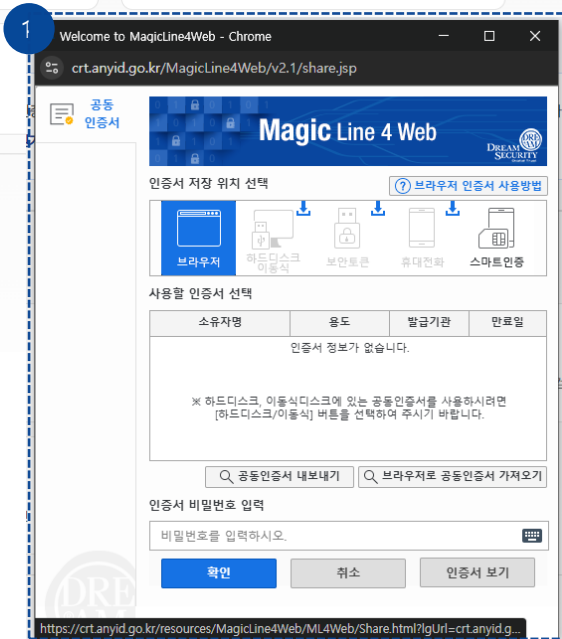 1
Welcome to MagicLine4Web - Chrome
crt.anyid.go.kr/MagicLine4Web/v2.1/share.jsp
공동
인증서
Magic Line 4 Web
DREAM
SECURITY
인증서 저장 위치 선택
? 브라우저 인증서 사용방법
브라우저
하드디스크
이동식
보안토큰
휴대전화
스마트인증
사용할 인증서 선택
소유자명 용도 발급기관 만료일
인증서 정보가 없습니다.
※ 하드디스크, 이동식디스크에 있는 공동인증서를 사용하시려면
[하드디스크/이동식] 버튼을 선택하여 주시기 바랍니다.
공동인증서 내보내기 브라우저로 공동인증서 가져오기
인증서 비밀번호 입력
비밀번호를 입력하시오.
확인 취소 인증서 보기
DRE
https://crt.anyid.go.kr/resources/MagicLine4Web/ML4Web/Share.html?lgUrl=crt.anyid.g...